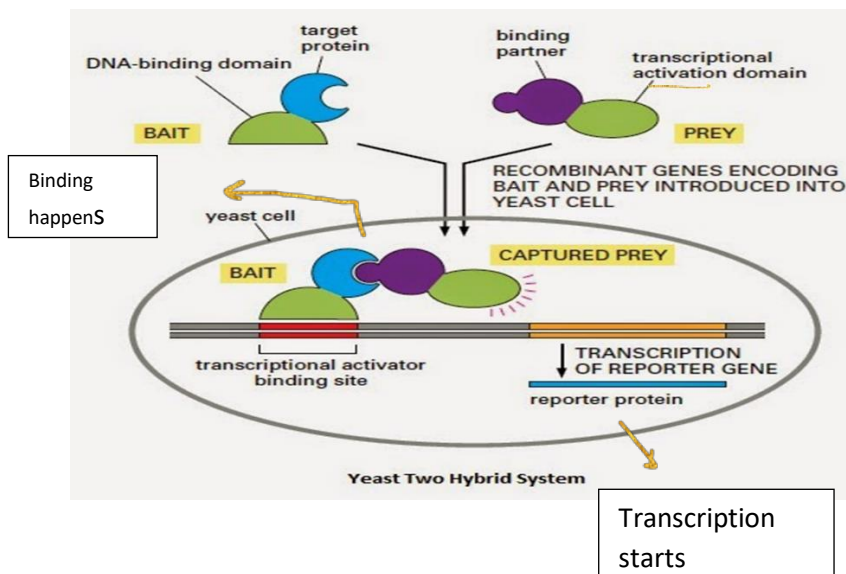 target
protein
DNA-binding domain
BAIT
binding
partner
transcriptional
activation domain
PREY
Binding
happenS
RECOMBINANT GENES ENCODING
BAIT AND PREY INTRODUCED INTO
YEAST CELL
yeast cell
BAIT
CAPTURED PREY
transcriptional activator
binding site
TRANSCRIPTION
OF REPORTER GENE
reporter protein
Yeast Two Hybrid System
Transcription
starts